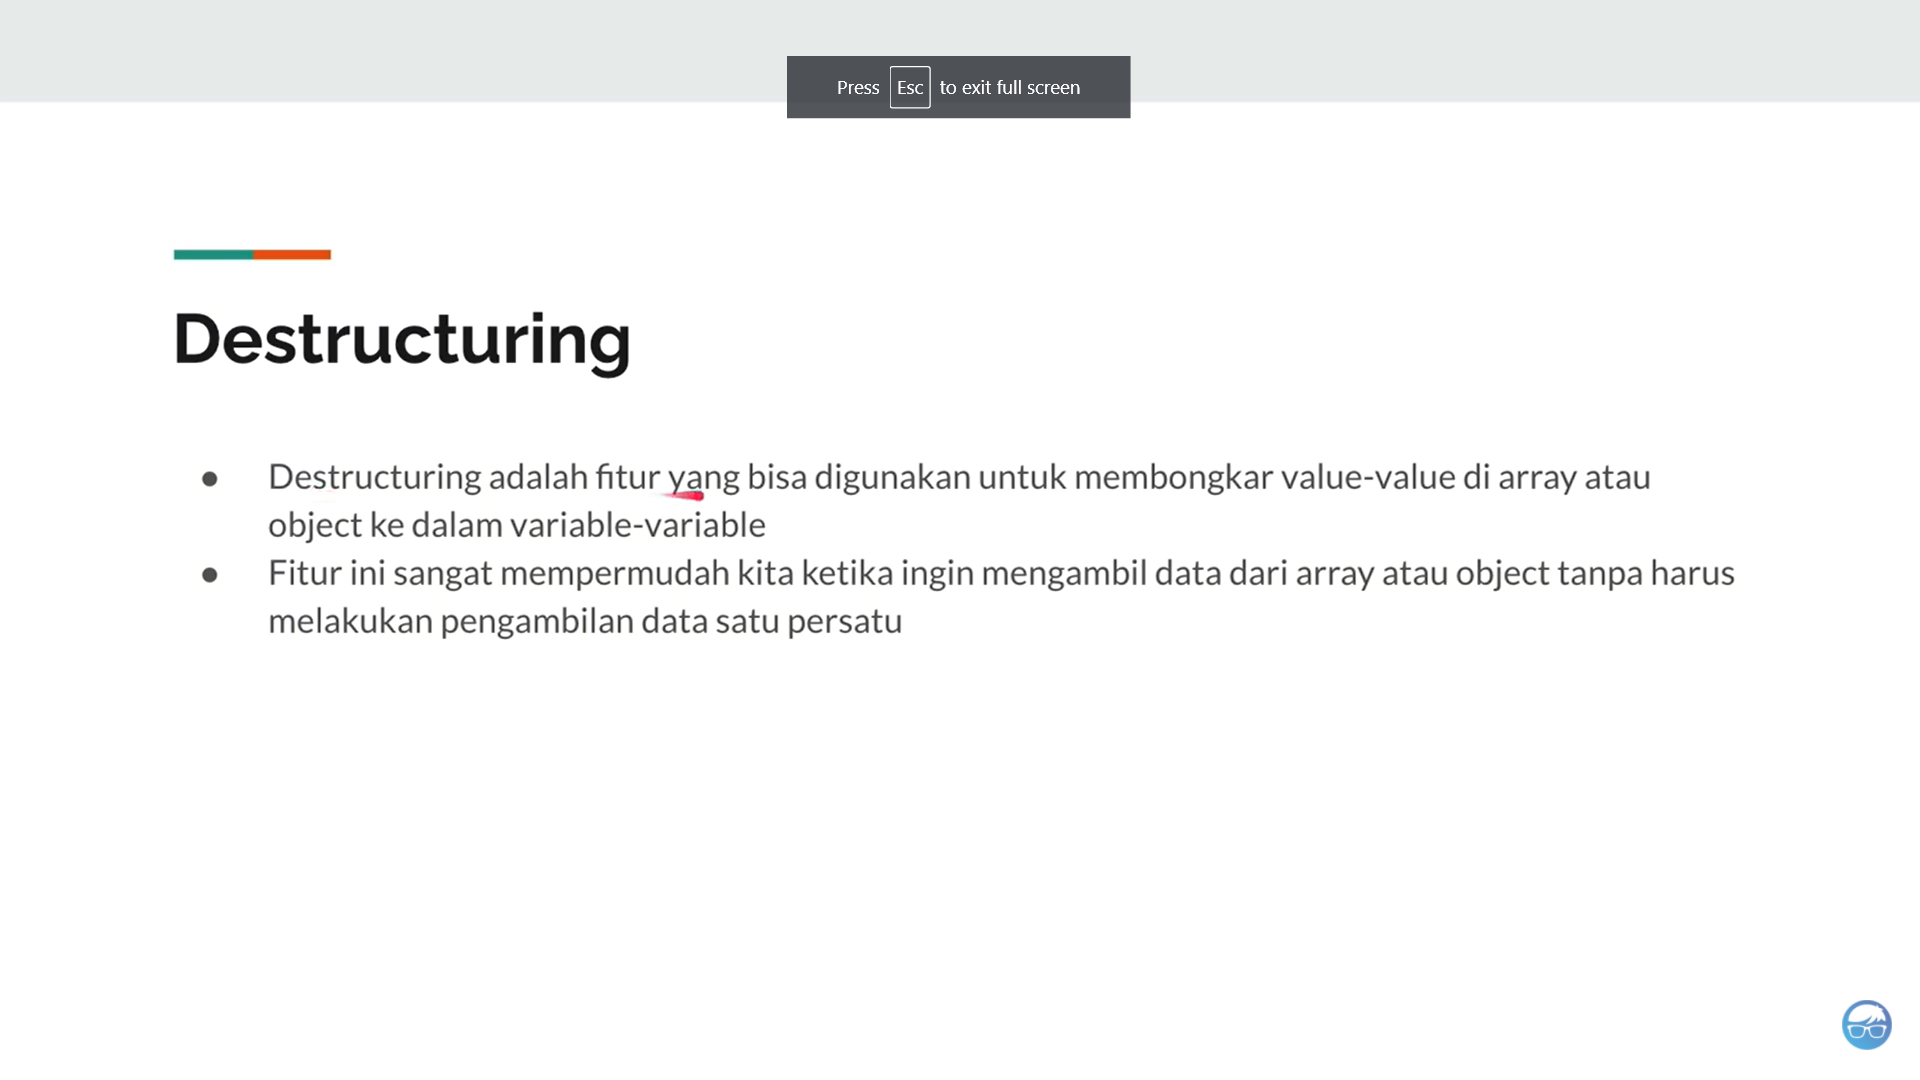 Press Esc to exit full screen
Destructuring
● Destructuring adalah fitur yang bisa digunakan untuk membongkar value-value di array atau
object ke dalam variable-variable
● Fitur ini sangat mempermudah kita ketika ingin mengambil data dari array atau object tanpa harus
melakukan pengambilan data satu persatu